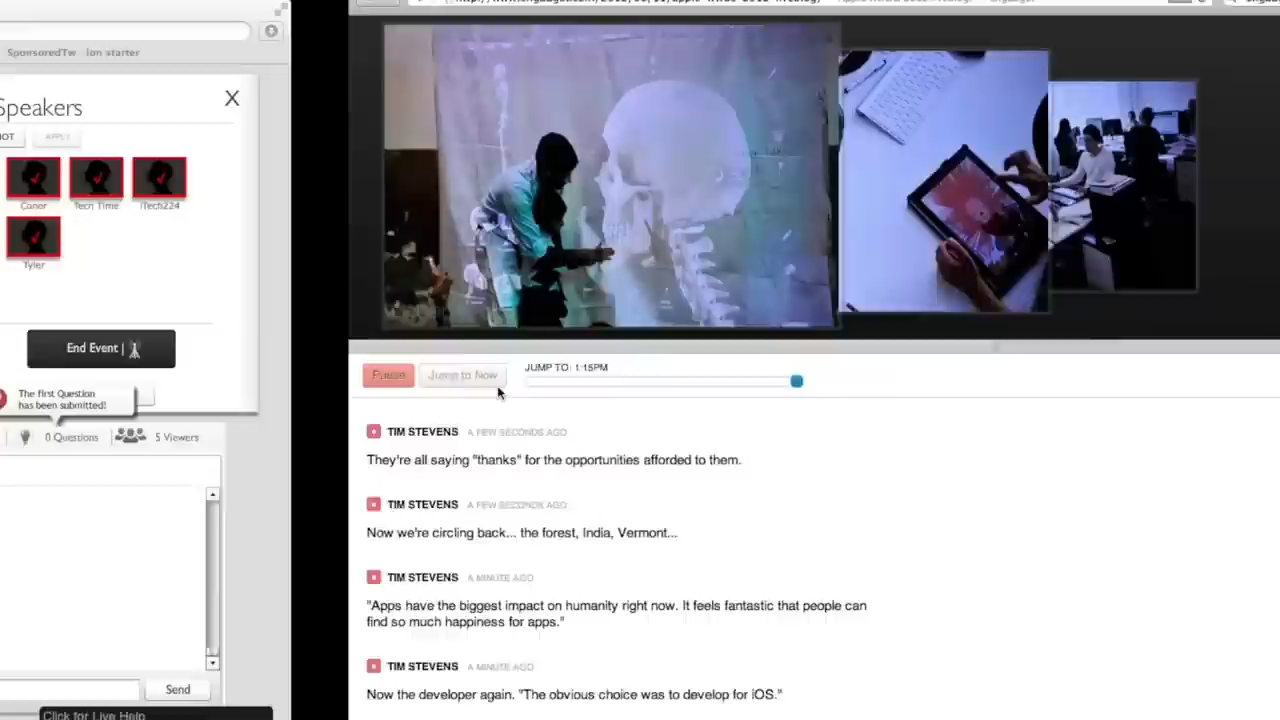 SponsoredTw
Ion starter
Speakers
X
OT
APPLY
Conor
Tech Time
iTech224
Tyler
End Event |
The first Question
has been submitted!
0 Questions
5 Viewers
Send
Click for Live Help
Pause
Jump to Now
JUMP TO: 1:15PM
TIM STEVENS A FEW SECONDS AGO
They're all saying "thanks" for the opportunities afforded to them.
TIM STEVENS A FEW SECONDS AGO
Now we're circling back... the forest, India, Vermont...
TIM STEVENS A MINUTE AGO
"Apps have the biggest impact on humanity right now. It feels fantastic that people can
find so much happiness for apps."
TIM STEVENS A MINUTE AGO
Now the developer again. "The obvious choice was to develop for iOS."